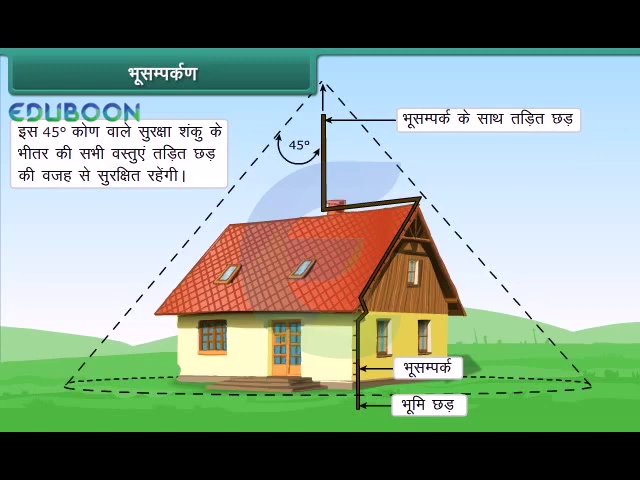 भूसम्पर्कण
EDUBOON
इस 45° कोण वाले सुरक्षा शंकु के
भीतर की सभी वस्तुएं तड़ित छड़
की वजह से सुरक्षित रहेंगी।
45°
भूसम्पर्क के साथ तड़ित छड़
भूसम्पर्क
भूमि छड़